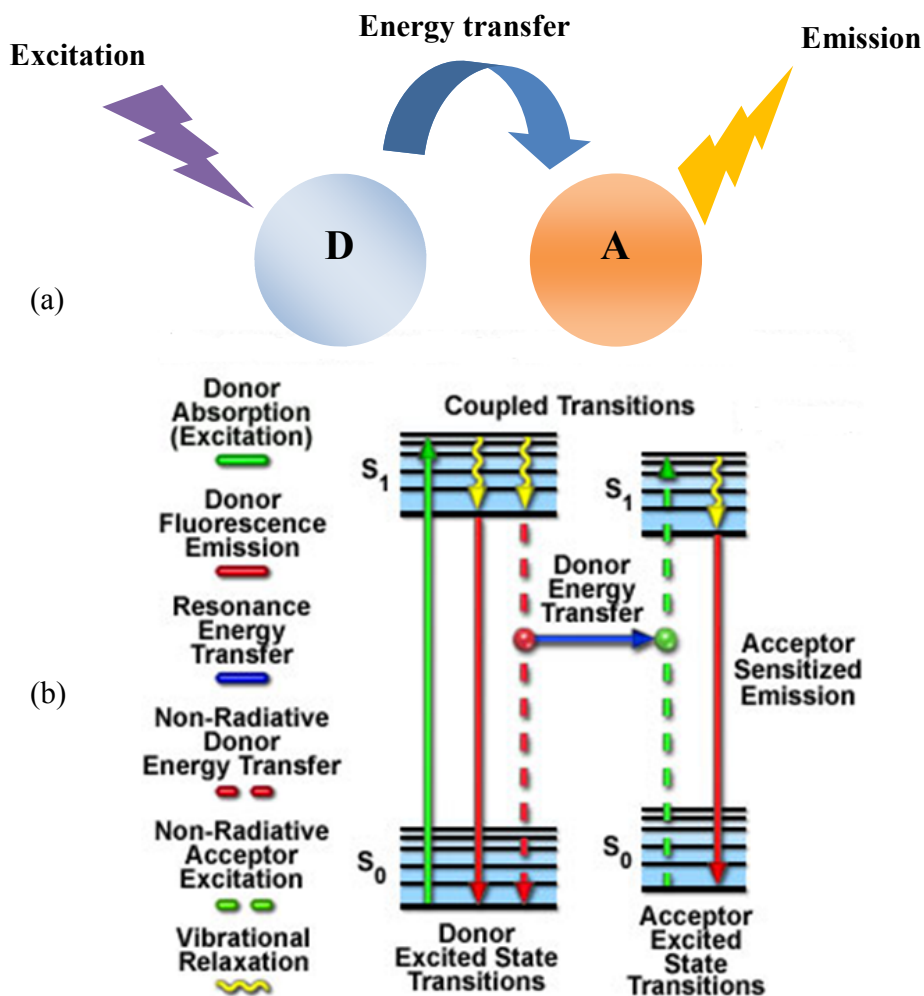 Energy transfer
Excitation
Emission
D
A
(a)
Donor
Absorption
(Excitation)
Donor
Fluorescence
Emission
Resonance
Energy
Transfer
(b)
Non-Radiative
Donor
Energy Transfer
Non-Radiative
Acceptor
Excitation
Vibrational
Relaxation
Coupled Transitions
S1
S1
Donor
Energy
Transfer
Acceptor
Sensitized
Emission
S0
S0
Donor
Excited State
Transitions
Acceptor
Excited
State
Transitions